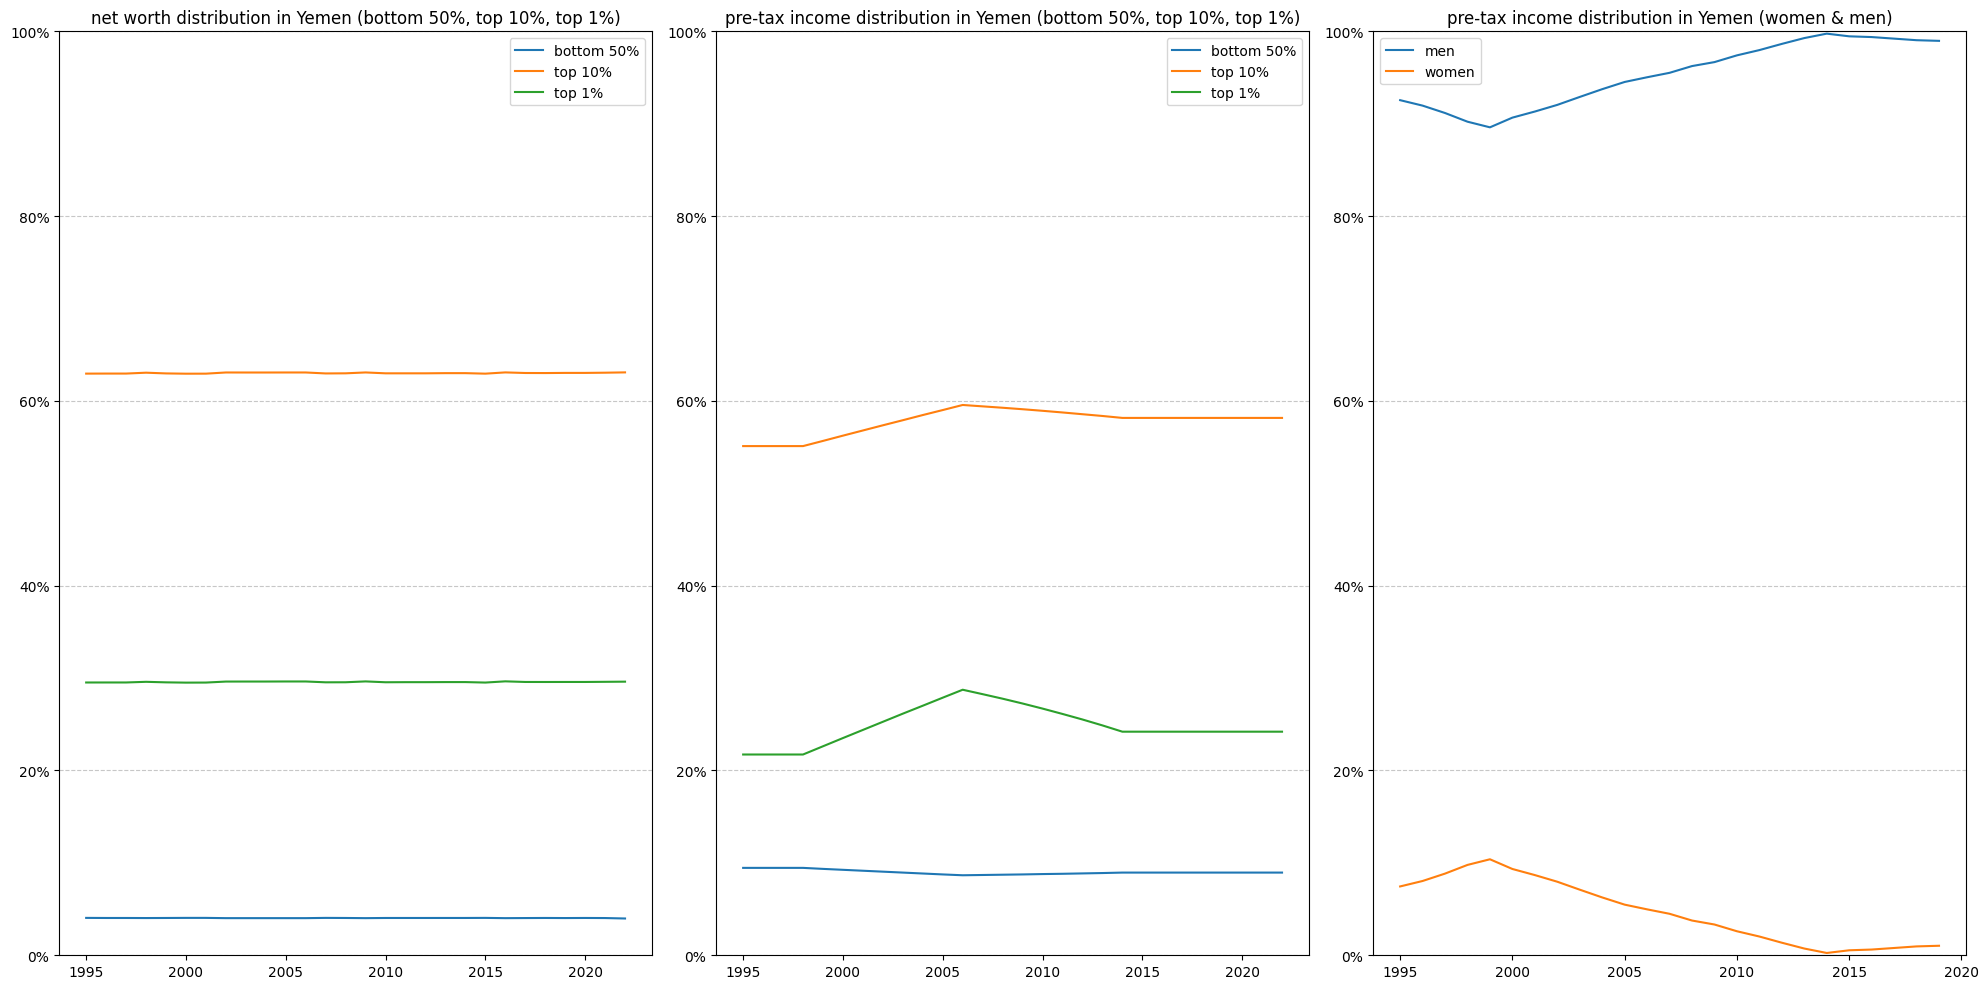 net worth distribution in Yemen (bottom 50%, top 10%, top 1%)
100%
80%
60%
40%
20%
0%
1995 2000 2005 2010 2015 2020
bottom 50%
top 10%
top 1%
pre-tax income distribution in Yemen (bottom 50%, top 10%, top 1%)
100%
80%
60%
40%
20%
0%
1995 2000 2005 2010 2015 2020
bottom 50%
top 10%
top 1%
pre-tax income distribution in Yemen (women & men)
100%
80%
60%
40%
20%
0%
1995 2000 2005 2010 2015 2020
men
women